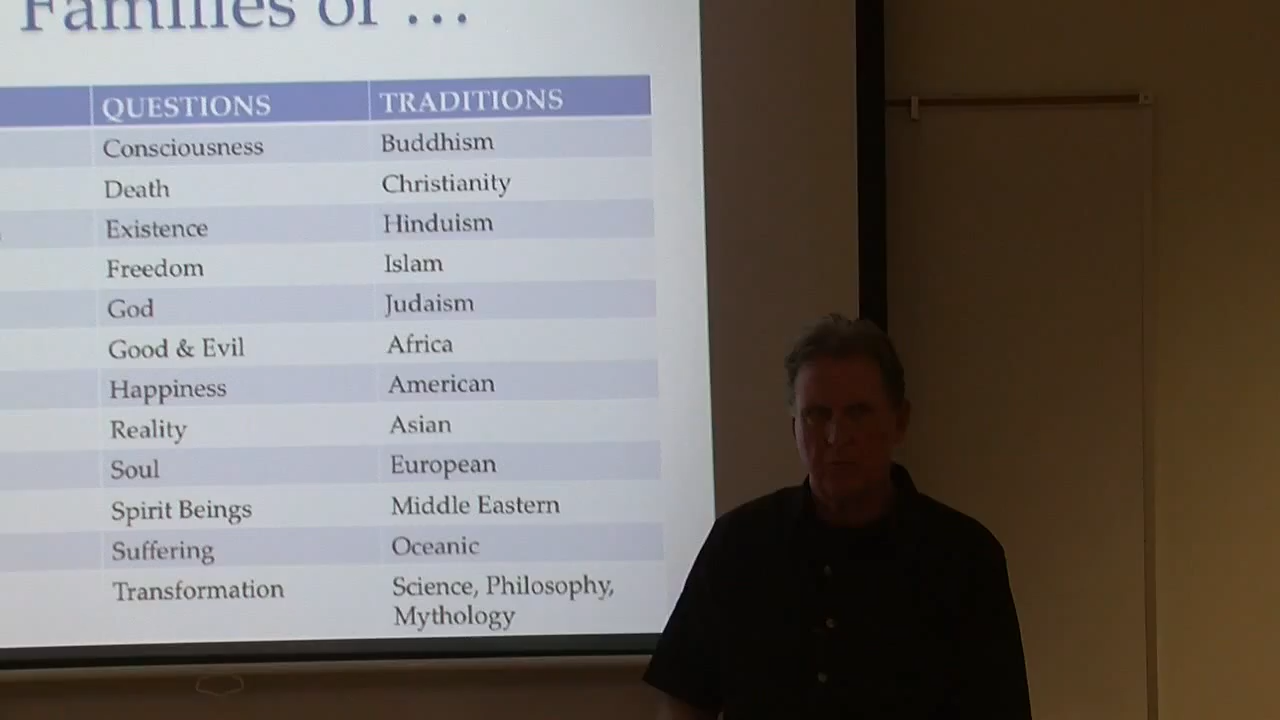 Families of ...
QUESTIONS TRADITIONS
Consciousness Buddhism
Death Christianity
Existence Hinduism
Freedom Islam
God Judaism
Good & Evil Africa
Happiness American
Reality Asian
Soul European
Spirit Beings Middle Eastern
Suffering Oceanic
Transformation Science, Philosophy,
Mythology